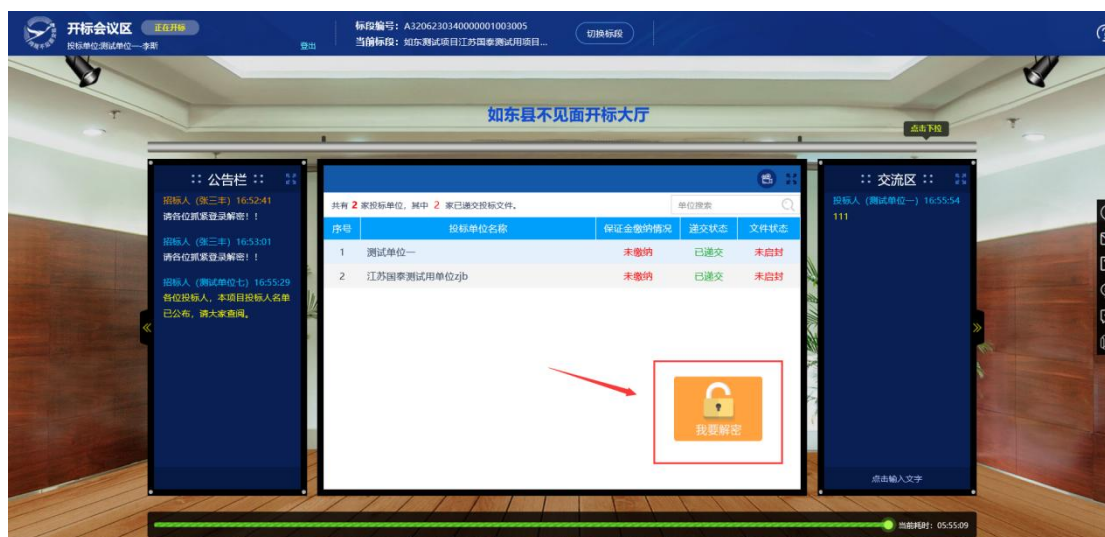 开标会议区 正在开标
投标单位:测试单位一---李斯 登出
标段编号：A3206230340000001003005
当前标段：如东测试项目江苏国泰测试用项目...
切换标段
如东县不见面开标大厅
点击下拉
公告栏
招标人（张三丰）16:52:41
请各位抓紧登录解密！！
招标人（张三丰）16:53:01
请各位抓紧登录解密！！
招标人（测试单位七）16:55:29
各位投标人，本项目投标人名单
已公布，请大家查阅。
共有 2 家投标单位，其中 2 家已递交投标文件。 单位搜索
序号 投标单位名称 保证金缴纳情况 递交状态 文件状态
1 测试单位一 未缴纳 已递交 未启封
2 江苏国泰测试用单位zjb 未缴纳 已递交 未启封
我要解密
交流区
投标人（测试单位一）16:55:54
111
点击输入文字
当前耗时：05:55:09